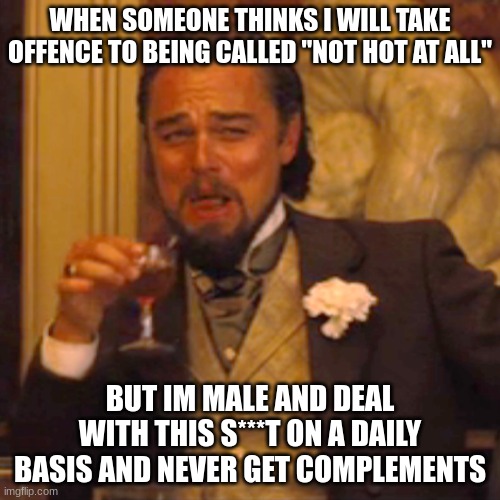 WHEN SOMEONE THINKS I WILL TAKE
OFFENCE TO BEING CALLED "NOT HOT AT ALL"
BUT IM MALE AND DEAL
WITH THIS S***T ON A DAILY
BASIS AND NEVER GET COMPLEMENTS
imgflip.com